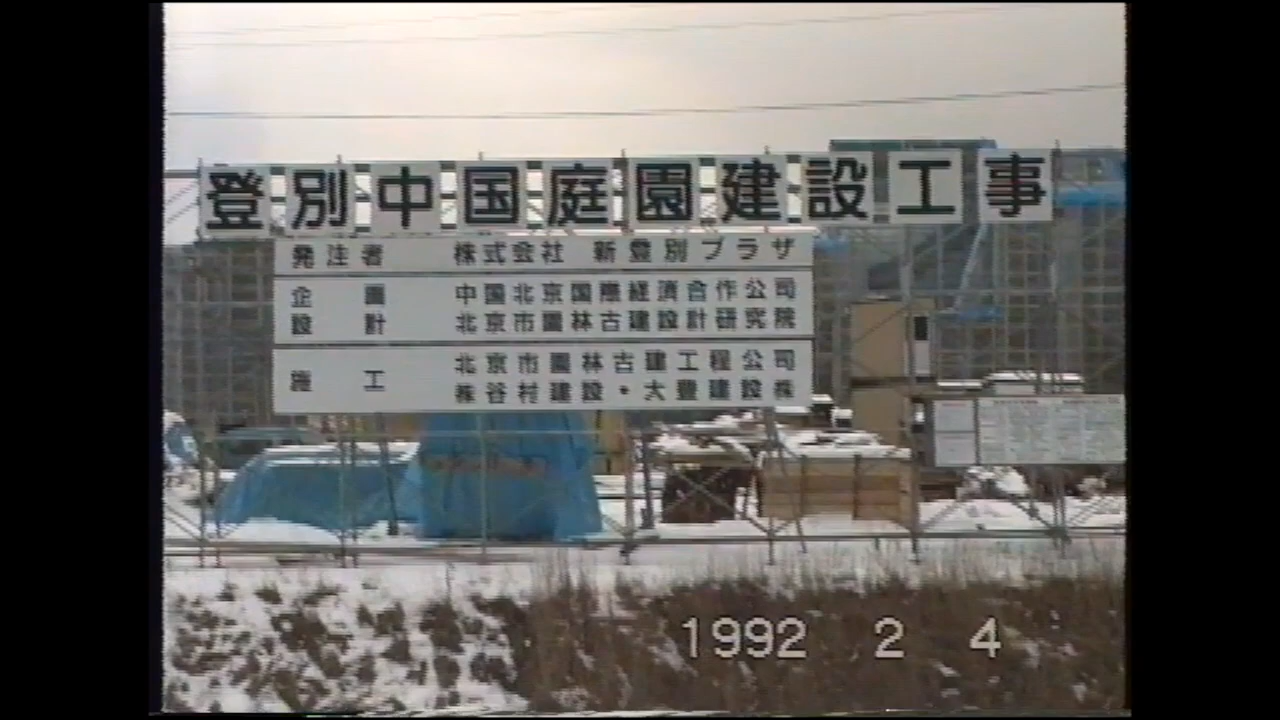 登別中国庭園建設工事
発注者 株式会社 新登別プラザ
企画 中国北京国際経済合作公司
設計 北京市園林古建設計研究院
施工 北京市園林古建工程公司
㈱谷村建設・大豊建設㈱
1992 2 4